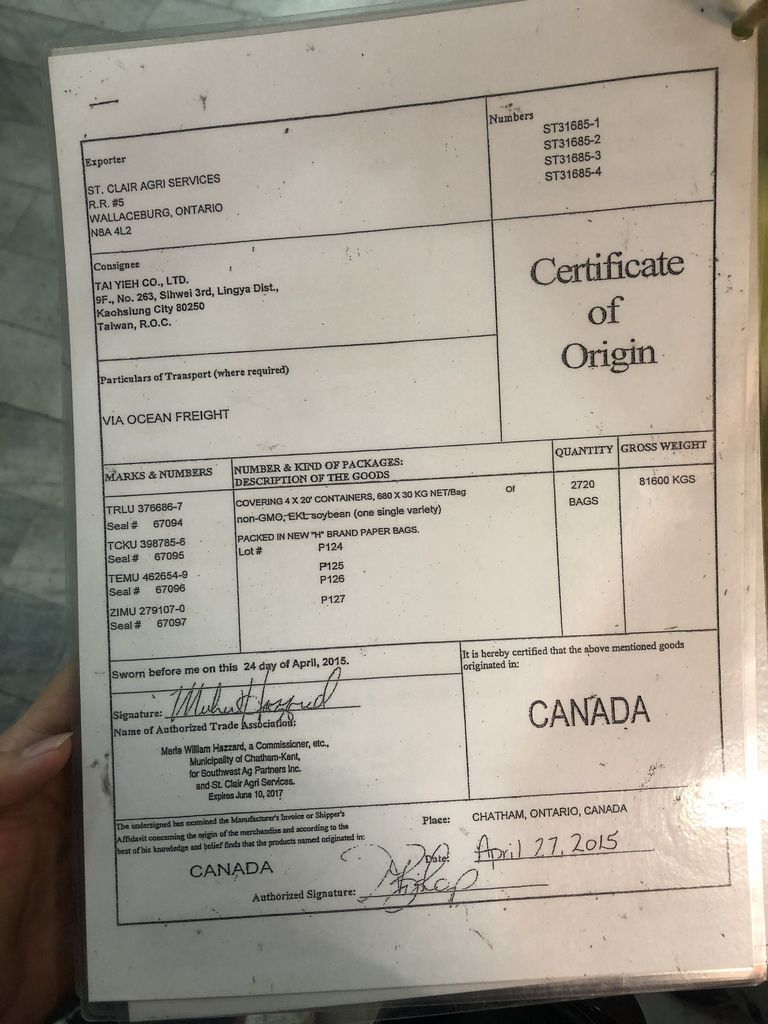 Exporter
ST. CLAIR AGRI SERVICES
R.R. #5
WALLACEBURG, ONTARIO
N8A 4L2
Numbers
ST31685-1
ST31685-2
ST31685-3
ST31685-4
Consignee
TAI YIEH CO., LTD.
9F., No. 263, Sihwei 3rd, Lingya Dist.,
Kaohsiung City 80250
Taiwan, R.O.C.
Certificate
of
Origin
Particulars of Transport (where required)
VIA OCEAN FREIGHT
MARKS & NUMBERS
NUMBER & KIND OF PACKAGES:
DESCRIPTION OF THE GOODS
QUANTITY
GROSS WEIGHT
TRLU 376686-7
Seal # 67094
TCKU 398785-6
Seal # 67095
TEMU 462654-9
Seal # 67096
ZIMU 279107-0
Seal # 67097
COVERING 4 X 20' CONTAINERS, 680 X 30 KG NET/Bag Of
non-GMO, EKL soybean (one single variety)
PACKED IN NEW "H" BRAND PAPER BAGS.
Lot # P124
P125
P126
P127
2720
BAGS
81600 KGS
Sworn before me on this 24 day of April, 2015.
Signature:
Name of Authorized Trade Association:
Merle William Hazzard, a Commissioner, etc.,
Municipality of Chatham-Kent,
for Southwest Ag Partners Inc.
and St. Clair Agri Services.
Expires June 10, 2017
It is hereby certified that the above mentioned goods
originated in:
CANADA
The undersigned has examined the Manufacturer's Invoice or Shipper's
Affidavit concerning the origin of the merchandise and according to the
best of his knowledge and belief finds that the products named originated in:
CANADA
Place: CHATHAM, ONTARIO, CANADA
Date: April 27, 2015
Authorized Signature: